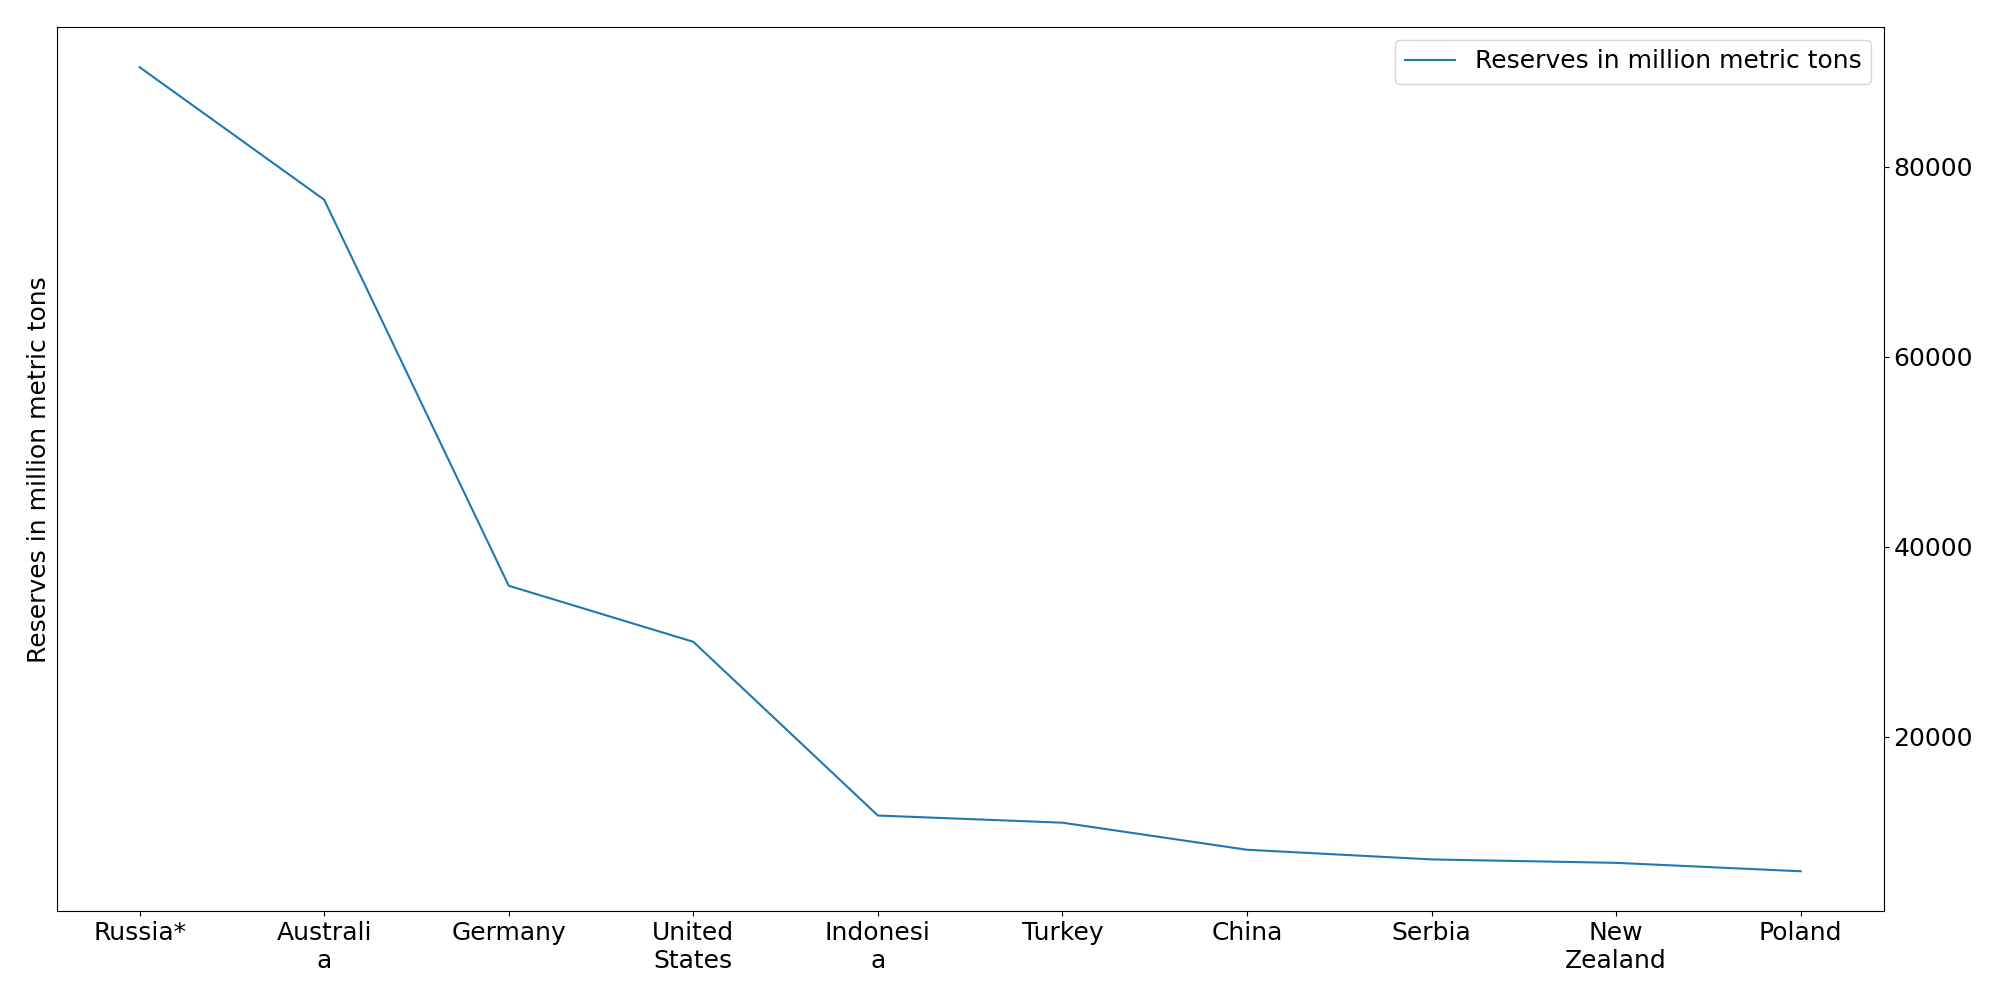 Reserves in million metric tons
80000
60000
40000
20000
Reserves in million metric tons
Russia*
Australi
a
Germany
United
States
Indonesi
a
Turkey
China
Serbia
New
Zealand
Poland